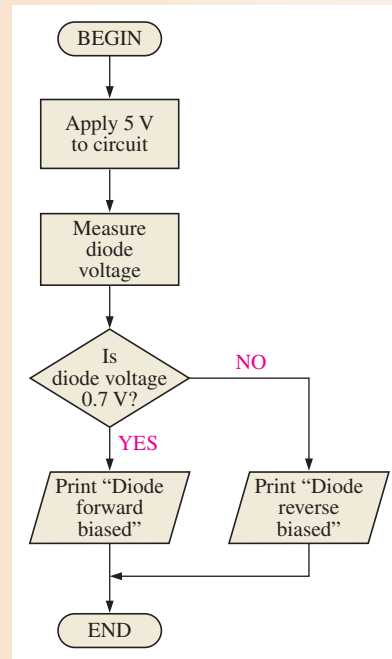 BEGIN
Apply 5 V
to circuit
Measure
diode
voltage
Is
diode voltage
0.7 V?
NO
YES
Print “Diode
forward
biased”
Print “Diode
reverse
biased”
END